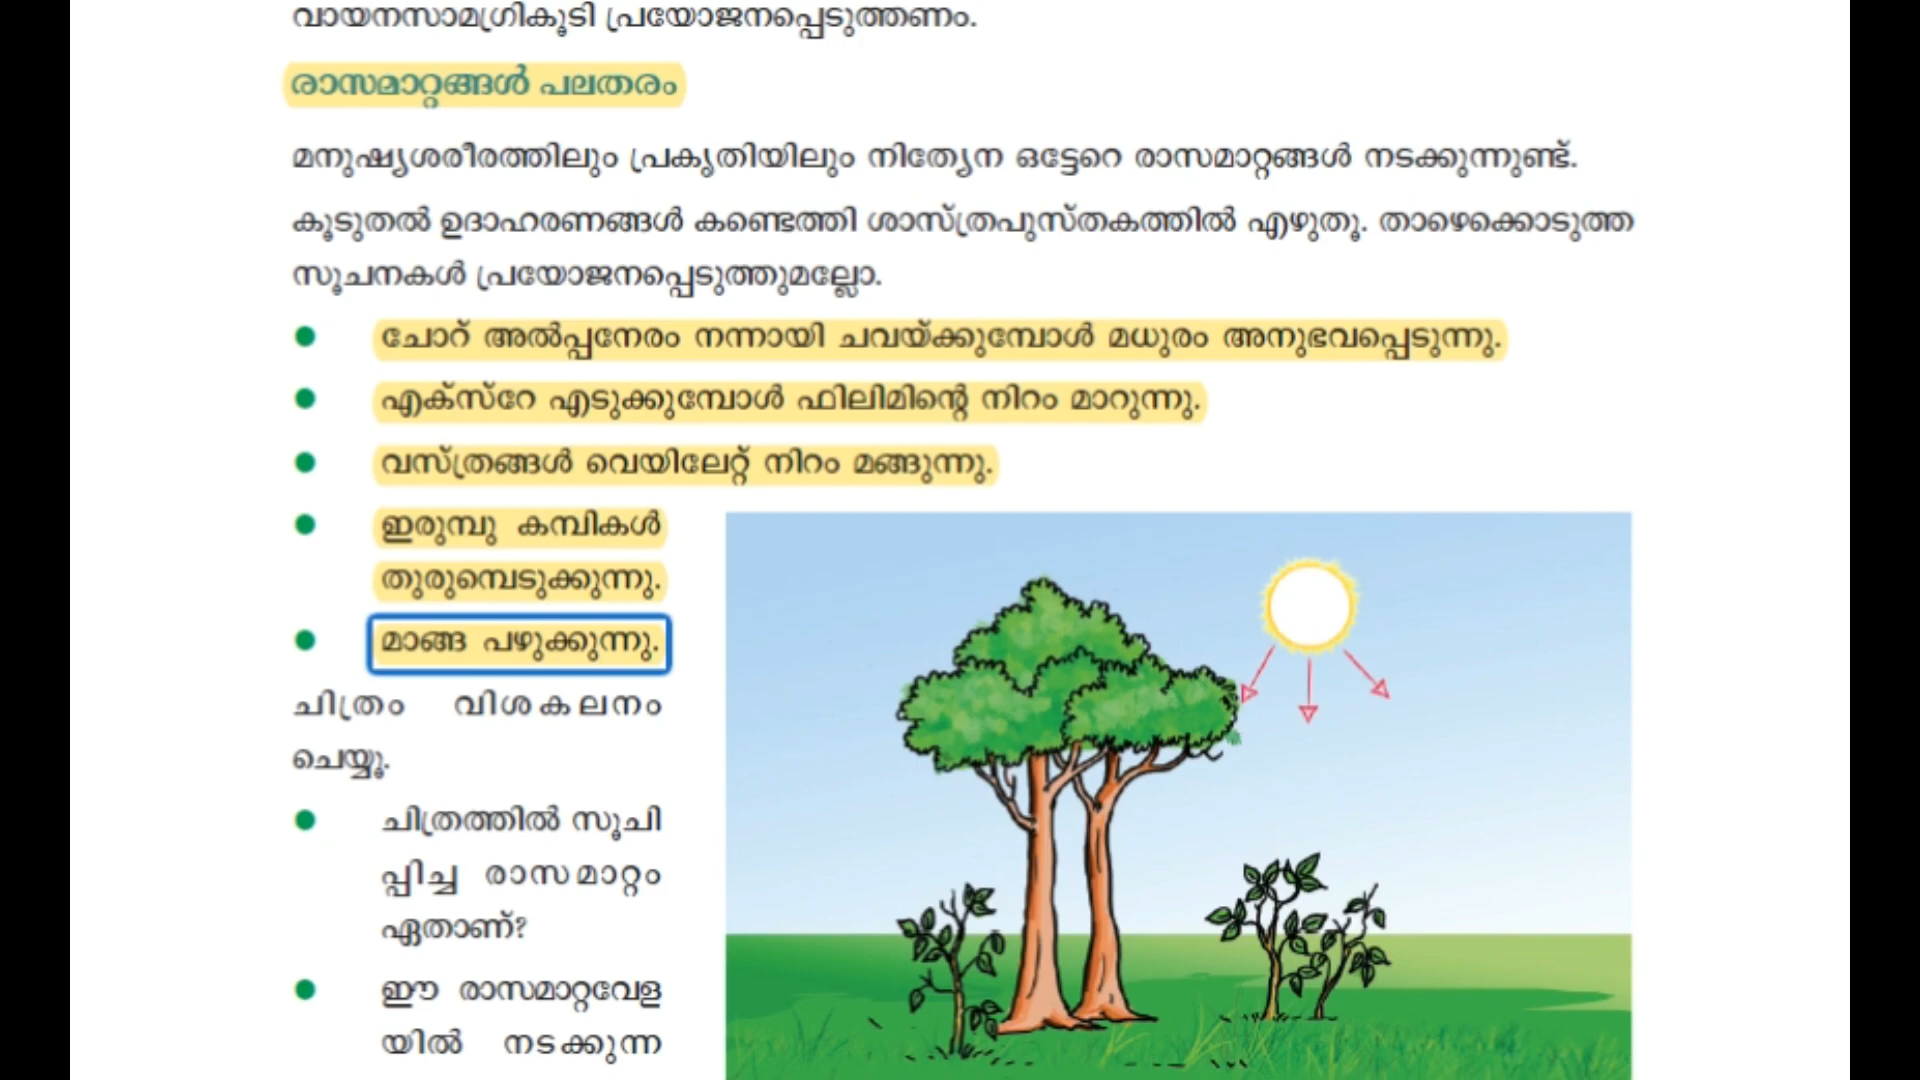 വായനസാമഗ്രികൂടി പ്രയോജനപ്പെടുത്തണം.
രാസമാറ്റങ്ങൾ പലതരം
മനുഷ്യശരീരത്തിലും പ്രകൃതിയിലും നിത്യേന ഒട്ടേറെ രാസമാറ്റങ്ങൾ നടക്കുന്നുണ്ട്.
കൂടുതൽ ഉദാഹരണങ്ങൾ കണ്ടെത്തി ശാസ്ത്രപുസ്തകത്തിൽ എഴുതൂ. താഴെക്കൊടുത്ത
സൂചനകൾ പ്രയോജനപ്പെടുത്തുമല്ലോ.
● ചോറ് അൽപ്പനേരം നന്നായി ചവയ്ക്കുമ്പോൾ മധുരം അനുഭവപ്പെടുന്നു.
● എക്സ്റേ എടുക്കുമ്പോൾ ഫിലിമിന്റെ നിറം മാറുന്നു.
● വസ്ത്രങ്ങൾ വെയിലേറ്റ് നിറം മങ്ങുന്നു.
● ഇരുമ്പു കമ്പികൾ
തുരുമ്പെടുക്കുന്നു.
● മാങ്ങ പഴുക്കുന്നു.
ചിത്രം വിശകലനം
ചെയ്യൂ.
● ചിത്രത്തിൽ സൂചി
പ്പിച്ച രാസമാറ്റം
ഏതാണ്?
● ഈ രാസമാറ്റവേള
യിൽ നടക്കുന്ന